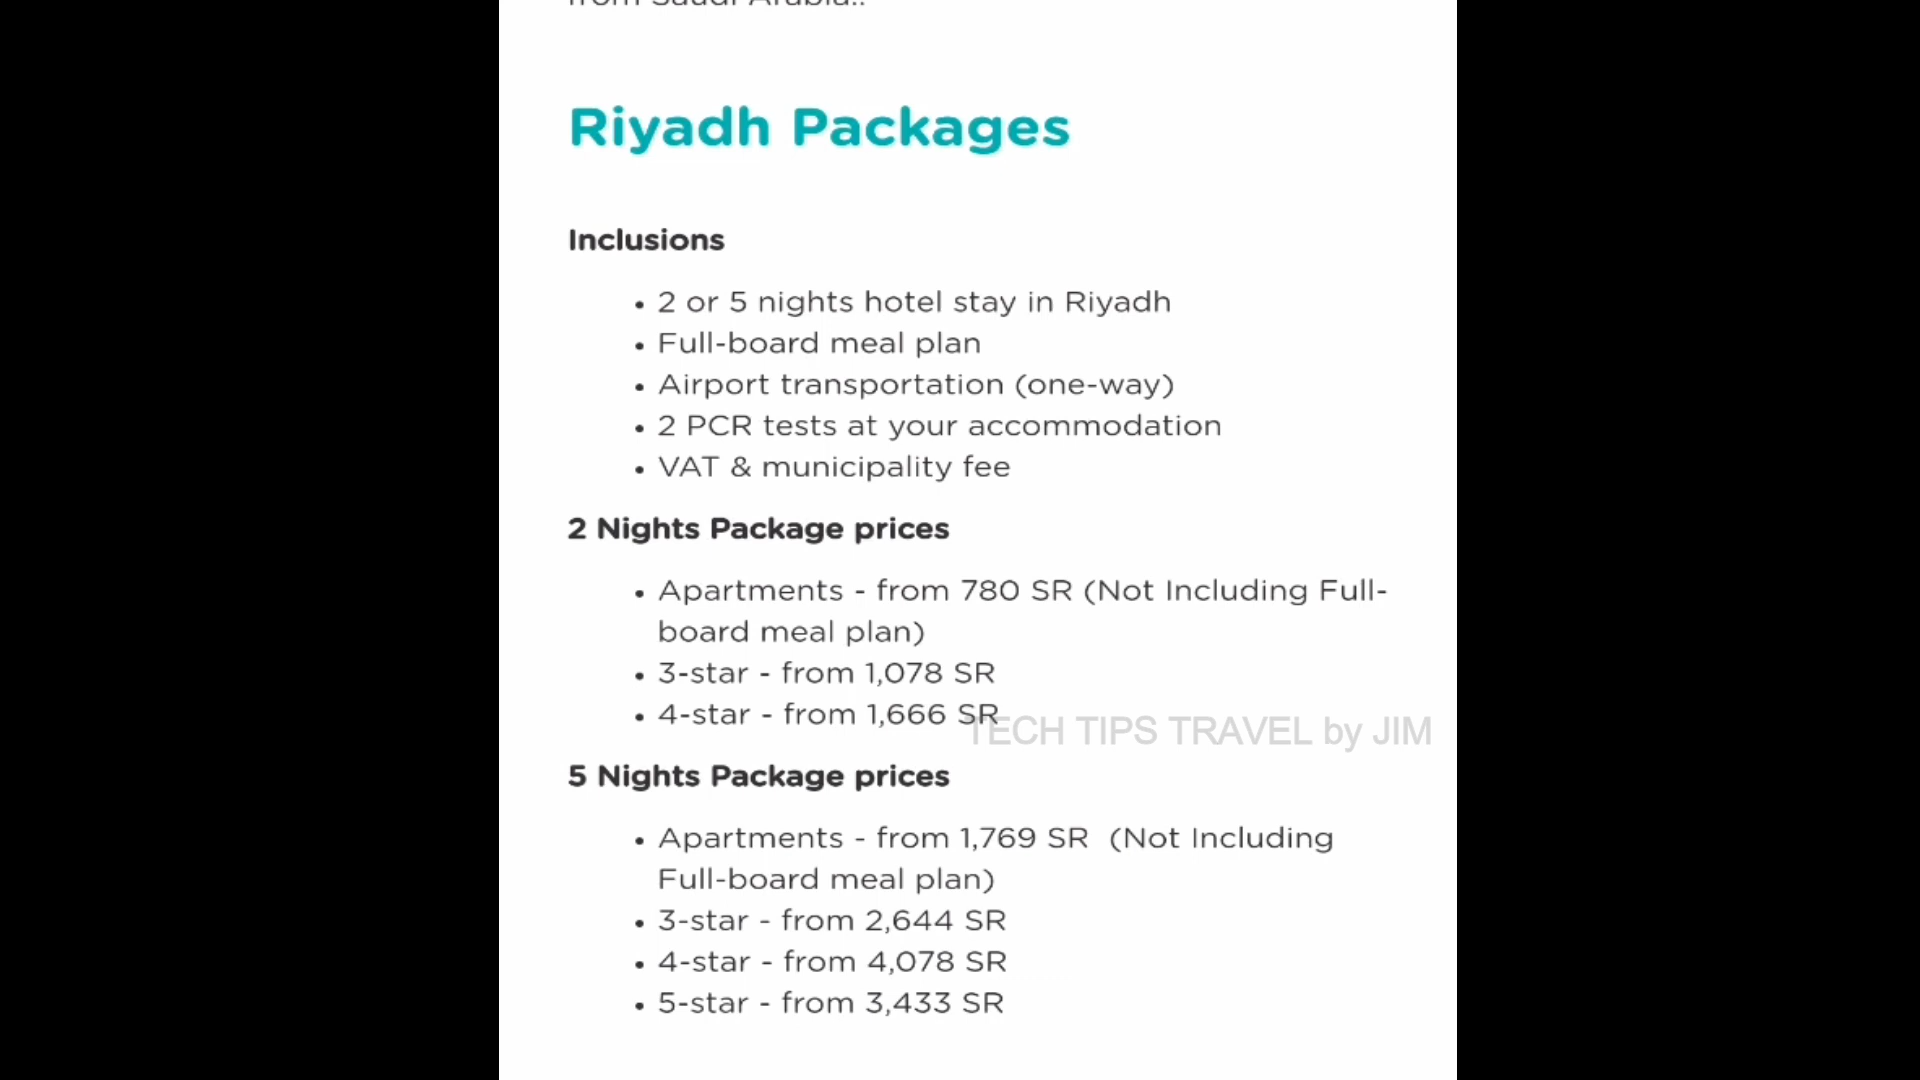 from Saudi Arabia..
Riyadh Packages
Inclusions
• 2 or 5 nights hotel stay in Riyadh
• Full-board meal plan
• Airport transportation (one-way)
• 2 PCR tests at your accommodation
• VAT & municipality fee
2 Nights Package prices
• Apartments - from 780 SR (Not Including Full-
board meal plan)
• 3-star - from 1,078 SR
• 4-star - from 1,666 SR
TECH TIPS TRAVEL by JIM
5 Nights Package prices
• Apartments - from 1,769 SR (Not Including
Full-board meal plan)
• 3-star - from 2,644 SR
• 4-star - from 4,078 SR
• 5-star - from 3,433 SR